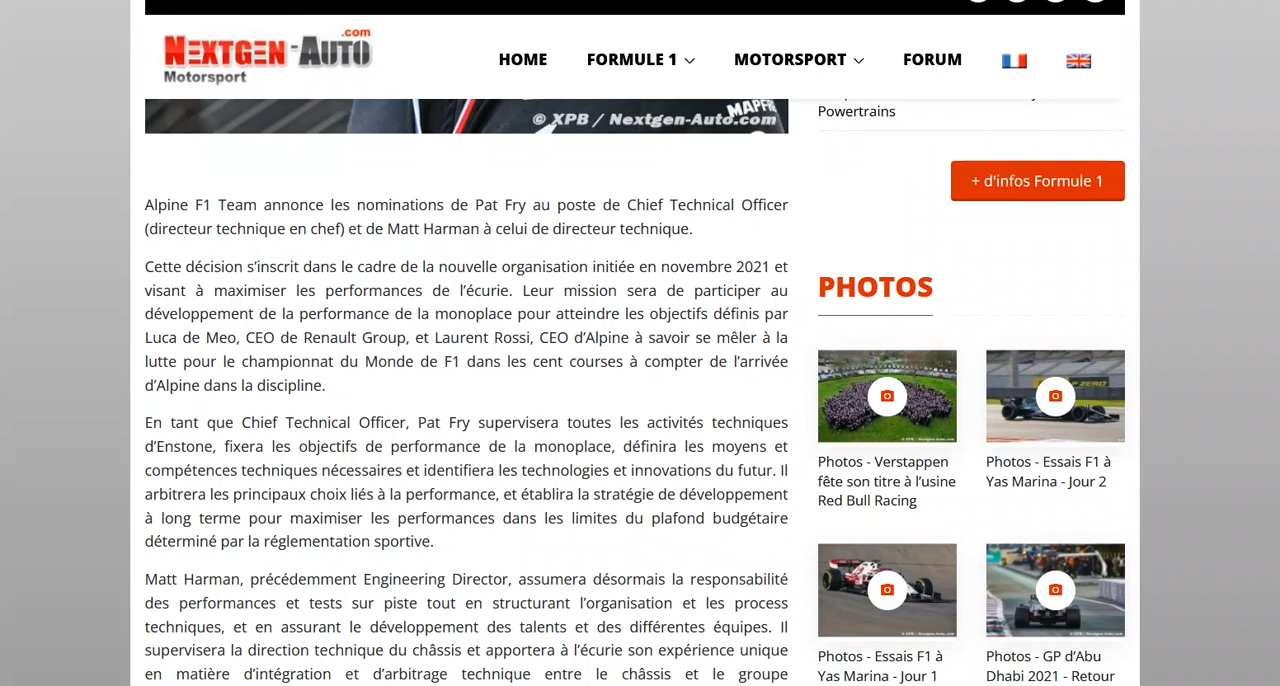 NEXTGEN-AUTO.com
Motorsport
HOME
FORMULE 1
MOTORSPORT
FORUM
MAPFRE
© XPB / Nextgen-Auto.com
Powertrains
+ d'infos Formule 1
Alpine F1 Team annonce les nominations de Pat Fry au poste de Chief Technical Officer
(directeur technique en chef) et de Matt Harman à celui de directeur technique.
Cette décision s’inscrit dans le cadre de la nouvelle organisation initiée en novembre 2021 et
visant à maximiser les performances de l’écurie. Leur mission sera de participer au
développement de la performance de la monoplace pour atteindre les objectifs définis par
Luca de Meo, CEO de Renault Group, et Laurent Rossi, CEO d’Alpine à savoir se mêler à la
lutte pour le championnat du Monde de F1 dans les cent courses à compter de l’arrivée
d’Alpine dans la discipline.
En tant que Chief Technical Officer, Pat Fry supervisera toutes les activités techniques
d’Enstone, fixera les objectifs de performance de la monoplace, définira les moyens et
compétences techniques nécessaires et identifiera les technologies et innovations du futur. Il
arbitrera les principaux choix liés à la performance, et établira la stratégie de développement
à long terme pour maximiser les performances dans les limites du plafond budgétaire
déterminé par la réglementation sportive.
Matt Harman, précédemment Engineering Director, assumera désormais la responsabilité
des performances et tests sur piste tout en structurant l’organisation et les process
techniques, et en assurant le développement des talents et des différentes équipes. Il
supervisera la direction technique du châssis et apportera à l’écurie son expérience unique
en matière d’intégration et d’arbitrage technique entre le châssis et le groupe
PHOTOS
Photos - Verstappen
fête son titre à l’usine
Red Bull Racing
Photos - Essais F1 à
Yas Marina - Jour 2
Photos - Essais F1 à
Yas Marina - Jour 1
Photos - GP d’Abu
Dhabi 2021 - Retour